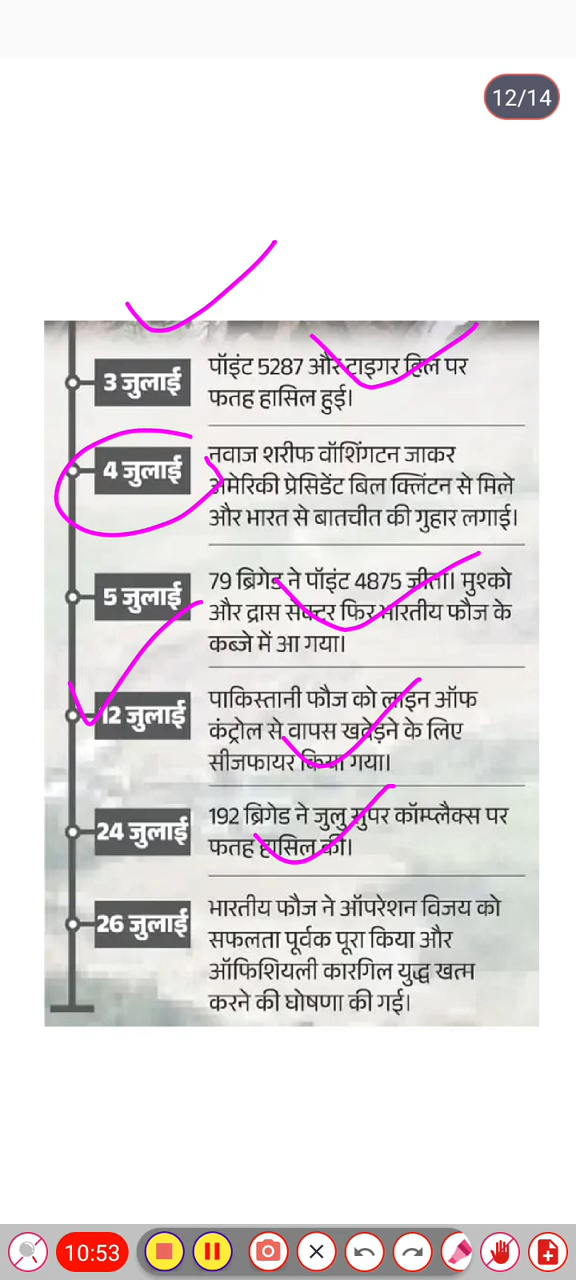 12/14
3 जुलाई
पॉइंट 5287 और टाइगर हिल पर
फतह हासिल हुई।
4 जुलाई
नवाज शरीफ वॉशिंगटन जाकर
अमेरिकी प्रेसिडेंट बिल क्लिंटन से मिले
और भारत से बातचीत की गुहार लगाई।
5 जुलाई
79 ब्रिगेड ने पॉइंट 4875 जीता। मुश्को
और द्रास सेक्टर फिर भारतीय फौज के
कब्जे में आ गया।
12 जुलाई
पाकिस्तानी फौज को लाइन ऑफ
कंट्रोल से वापस खदेड़ने के लिए
सीजफायर किया गया।
24 जुलाई
192 ब्रिगेड ने जुलु सुपर कॉम्प्लैक्स पर
फतह हासिल की।
26 जुलाई
भारतीय फौज ने ऑपरेशन विजय को
सफलता पूर्वक पूरा किया और
ऑफिशियली कारगिल युद्ध खत्म
करने की घोषणा की गई।
10:53